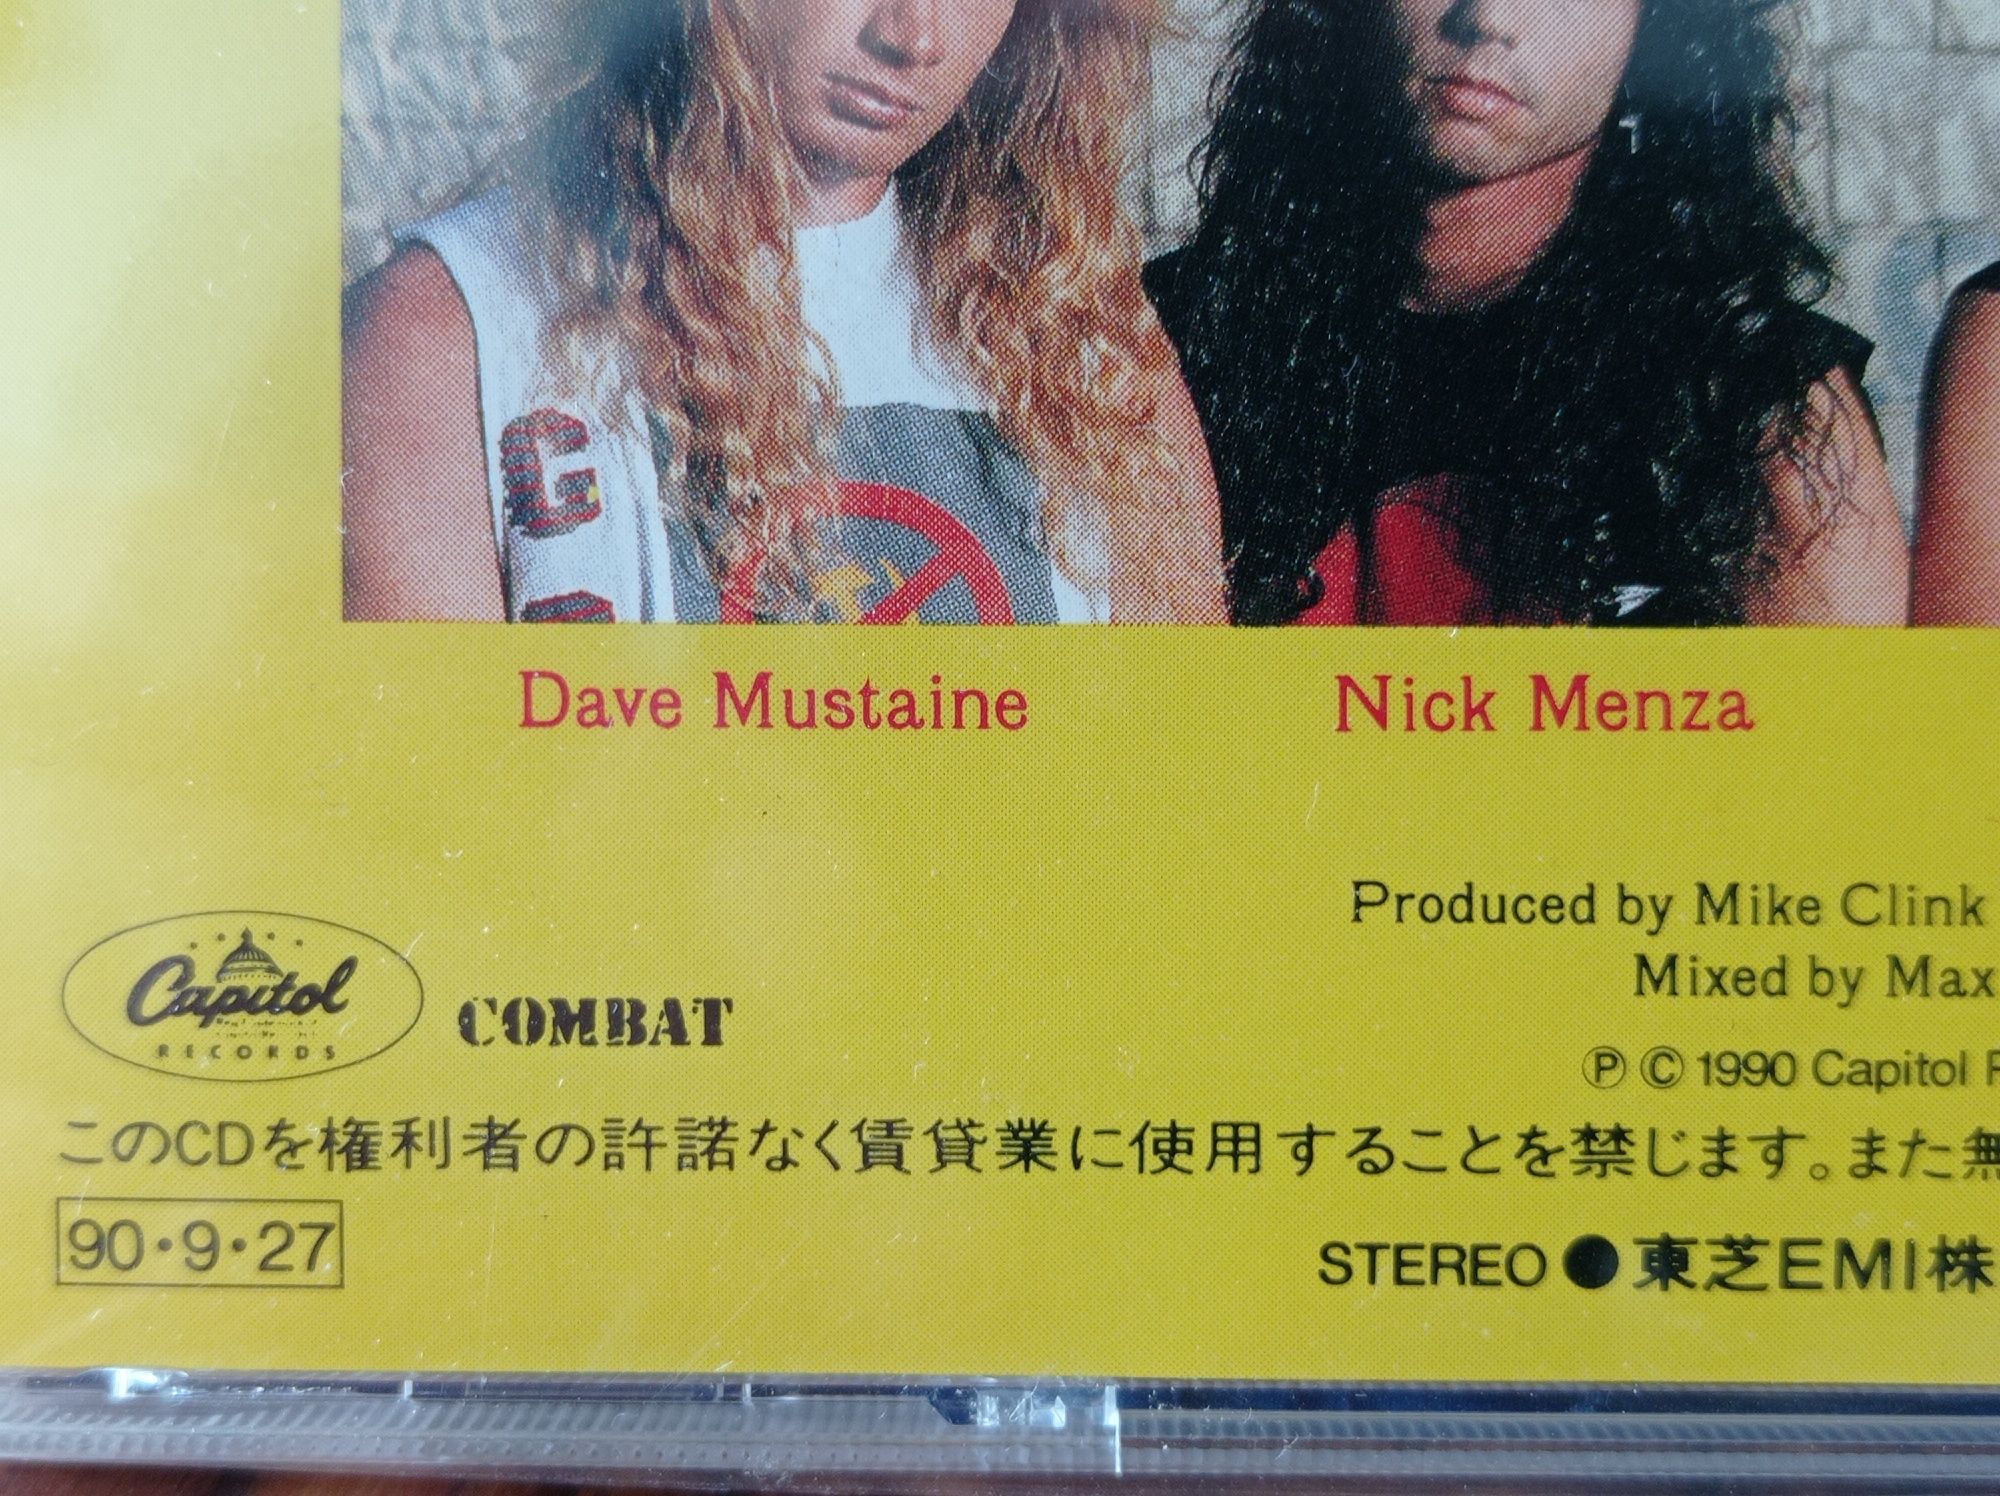 G
Dave Mustaine
Nick Menza
Produced by Mike Clink
Mixed by Max
Capitol
RECORDS
COMBAT
Ⓟ © 1990 Capitol
このCDを権利者の許諾なく賃貸業に使用することを禁じます。また無
90・9・27
STEREO ● 東芝EMI株